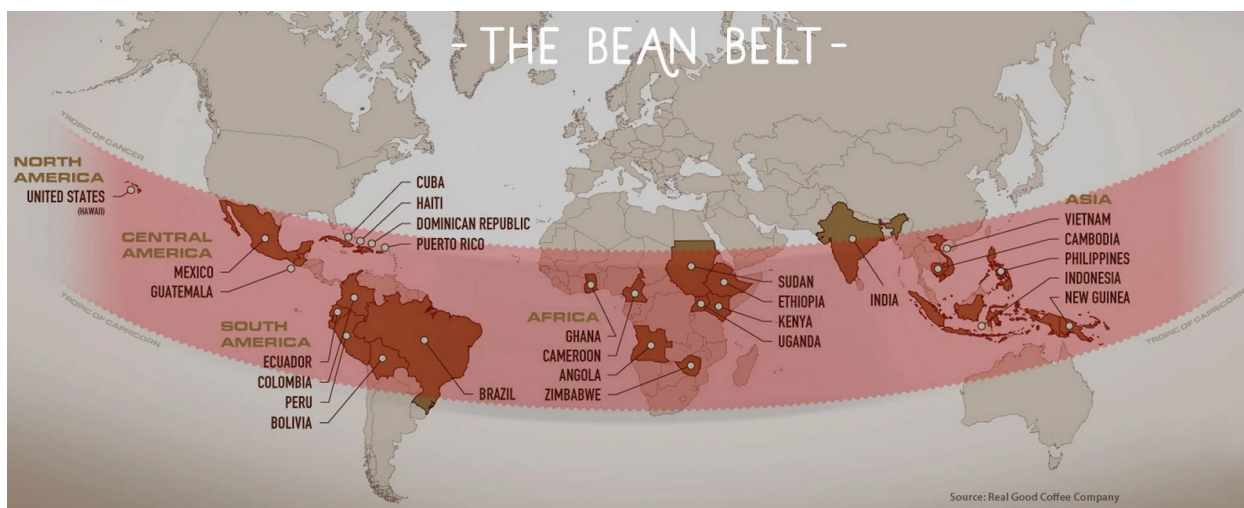 - THE BEAN BELT -
TROPIC OF CANCER
TROPIC OF CANCER
NORTH
AMERICA
UNITED STATES
(HAWAII)
CUBA
HAITI
DOMINICAN REPUBLIC
PUERTO RICO
CENTRAL
AMERICA
MEXICO
GUATEMALA
TROPIC OF CAPRICORN
SOUTH
AMERICA
ECUADOR
COLOMBIA
PERU
BOLIVIA
BRAZIL
AFRICA
GHANA
CAMEROON
ANGOLA
ZIMBABWE
SUDAN
ETHIOPIA
KENYA
UGANDA
INDIA
ASIA
VIETNAM
CAMBODIA
PHILIPPINES
INDONESIA
NEW GUINEA
TROPIC OF CAPRICORN
Source: Real Good Coffee Company